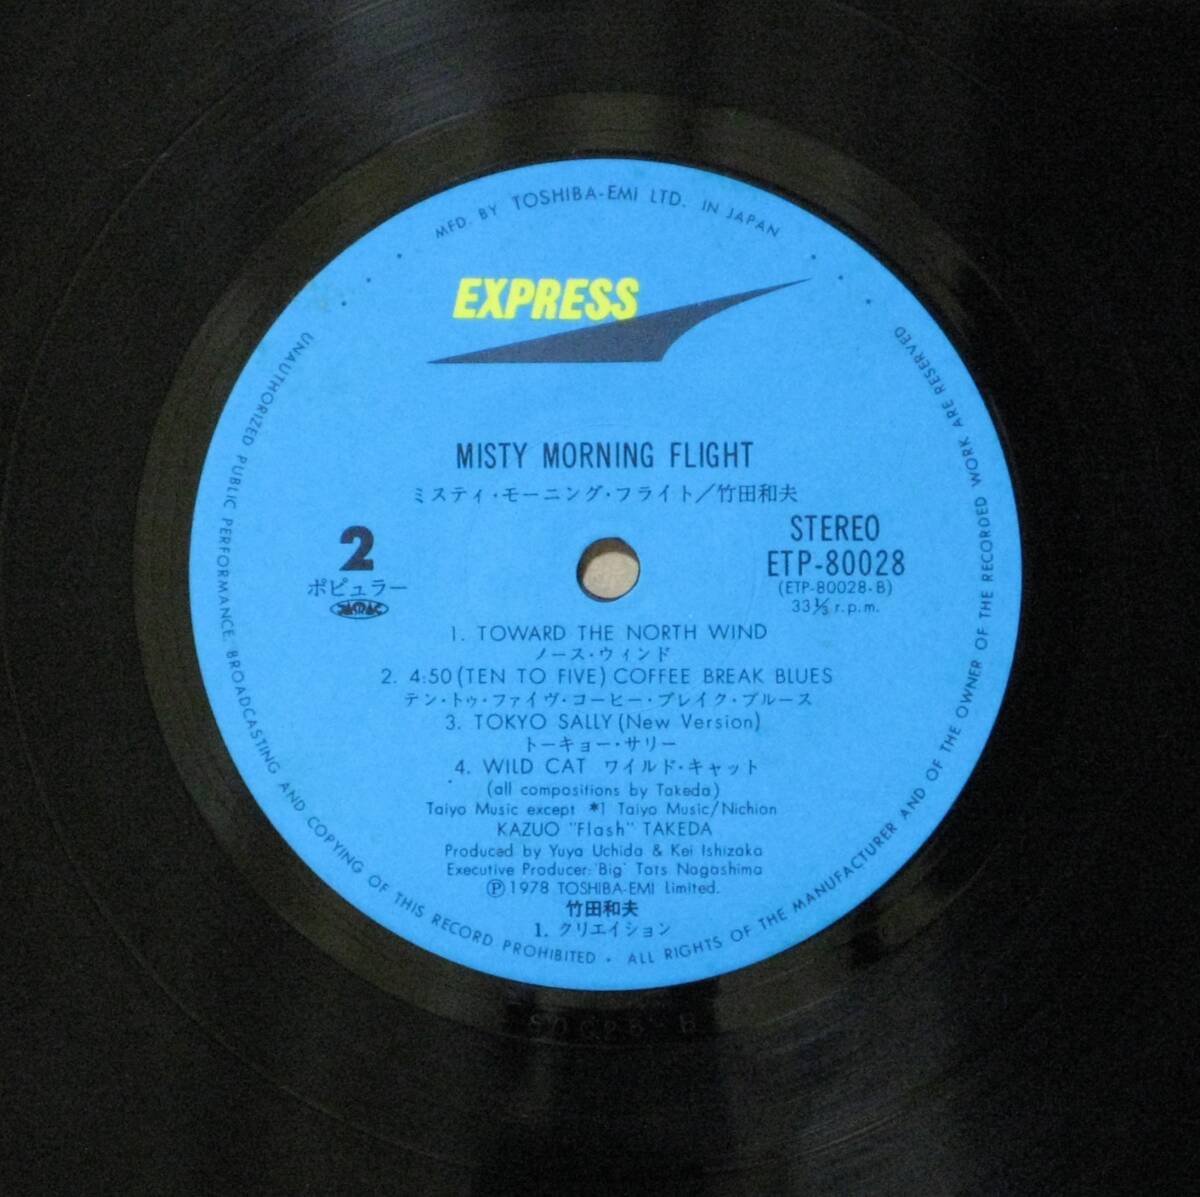 MFD. BY TOSHIBA-EMI LTD. IN JAPAN
EXPRESS
MISTY MORNING FLIGHT
ミスティ・モーニング・フライト／竹田和夫
2
ポピュラー
JASRAC
STEREO
ETP-80028
(ETP-80028-B)
33⅓ r.p.m.
1. TOWARD THE NORTH WIND
ノース・ウィンド
2. 4:50 (TEN TO FIVE) COFFEE BREAK BLUES
テン・トゥ・ファイヴ・コーヒー・ブレイク・ブルース
3. TOKYO SALLY (New Version)
トーキョー・サリー
4. WILD CAT ワイルド・キャット
(all compositions by Takeda)
Taiyo Music except *1 Taiyo Music/Nichion
KAZUO "Flash" TAKEDA
Produced by Yuya Uchida & Kei Ishizaka
Executive Producer: 'Big' Tats Nagashima
Ⓟ 1978 TOSHIBA-EMI Limited.
竹田和夫
1. クリエイション
UNAUTHORIZED PUBLIC PERFORMANCE, BROADCASTING AND COPYING OF THIS RECORD PROHIBITED • ALL RIGHTS OF THE MANUFACTURER AND OF THE OWNER OF THE RECORDED WORK ARE RESERVED